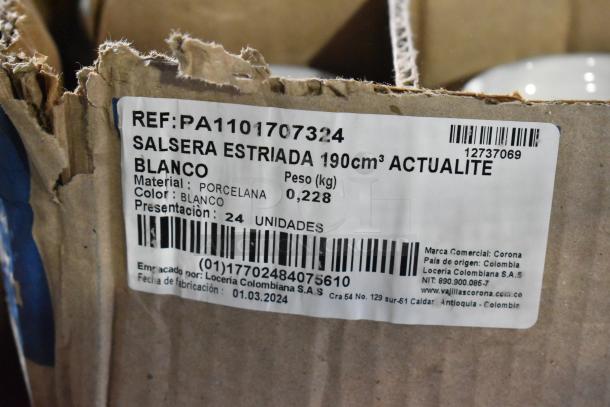 REF:PA1101707324
12737069
SALSERA ESTRIADA 190cm³ ACTUALITE
BLANCO
Peso (kg)
0,228
Material : PORCELANA
Color : BLANCO
Presentación : 24 UNIDADES
(01)17702484075610
Empacado por: Loceria Colombiana S.A.S
Cra 54 No. 129 sur-51 Caldas Antioquia - Colombia
Fecha de fabricación : 01.03.2024
Marca Comercial: Corona
País de origen: Colombia
Loceria Colombiana S.A.S
NIT: 890.900.085-7
www.vajillascorona.com.co